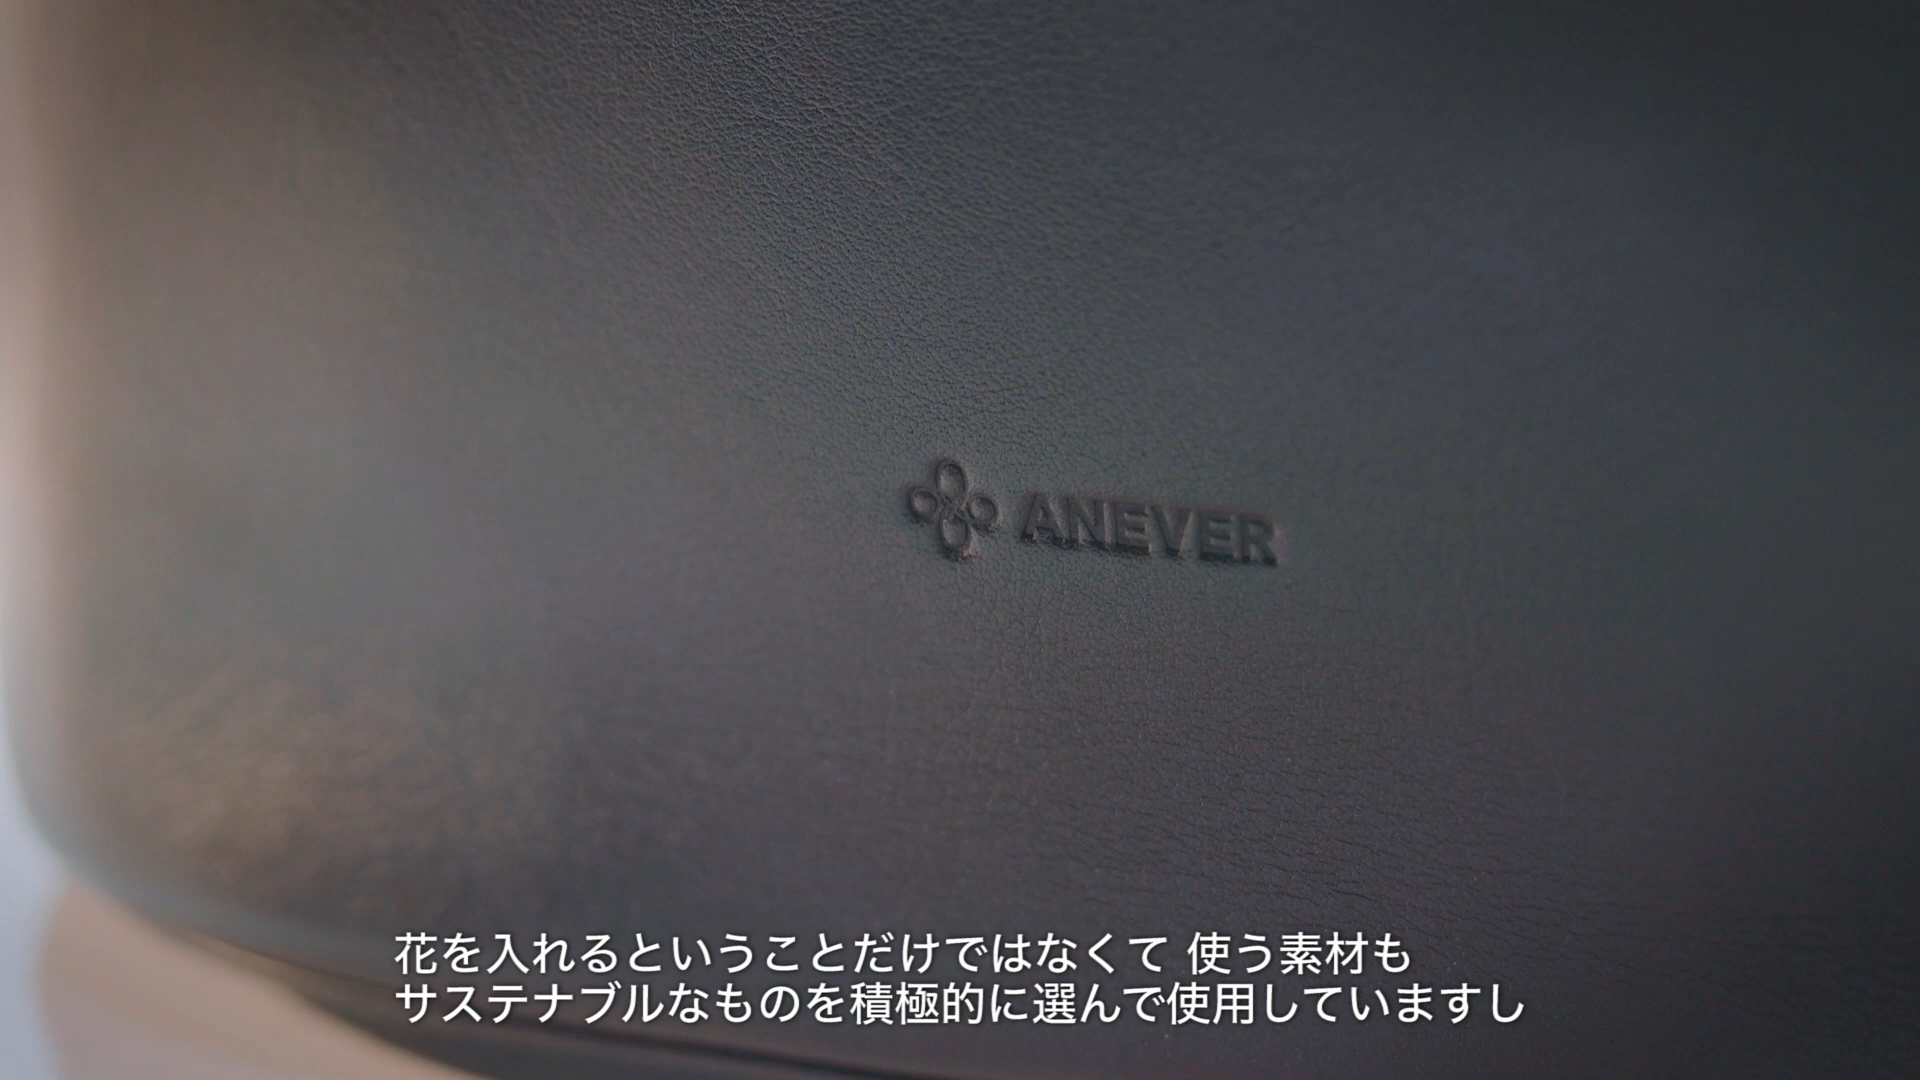 ANEVER
花を入れるということだけではなくて 使う素材も
サステナブルなものを積極的に選んで使用していますし